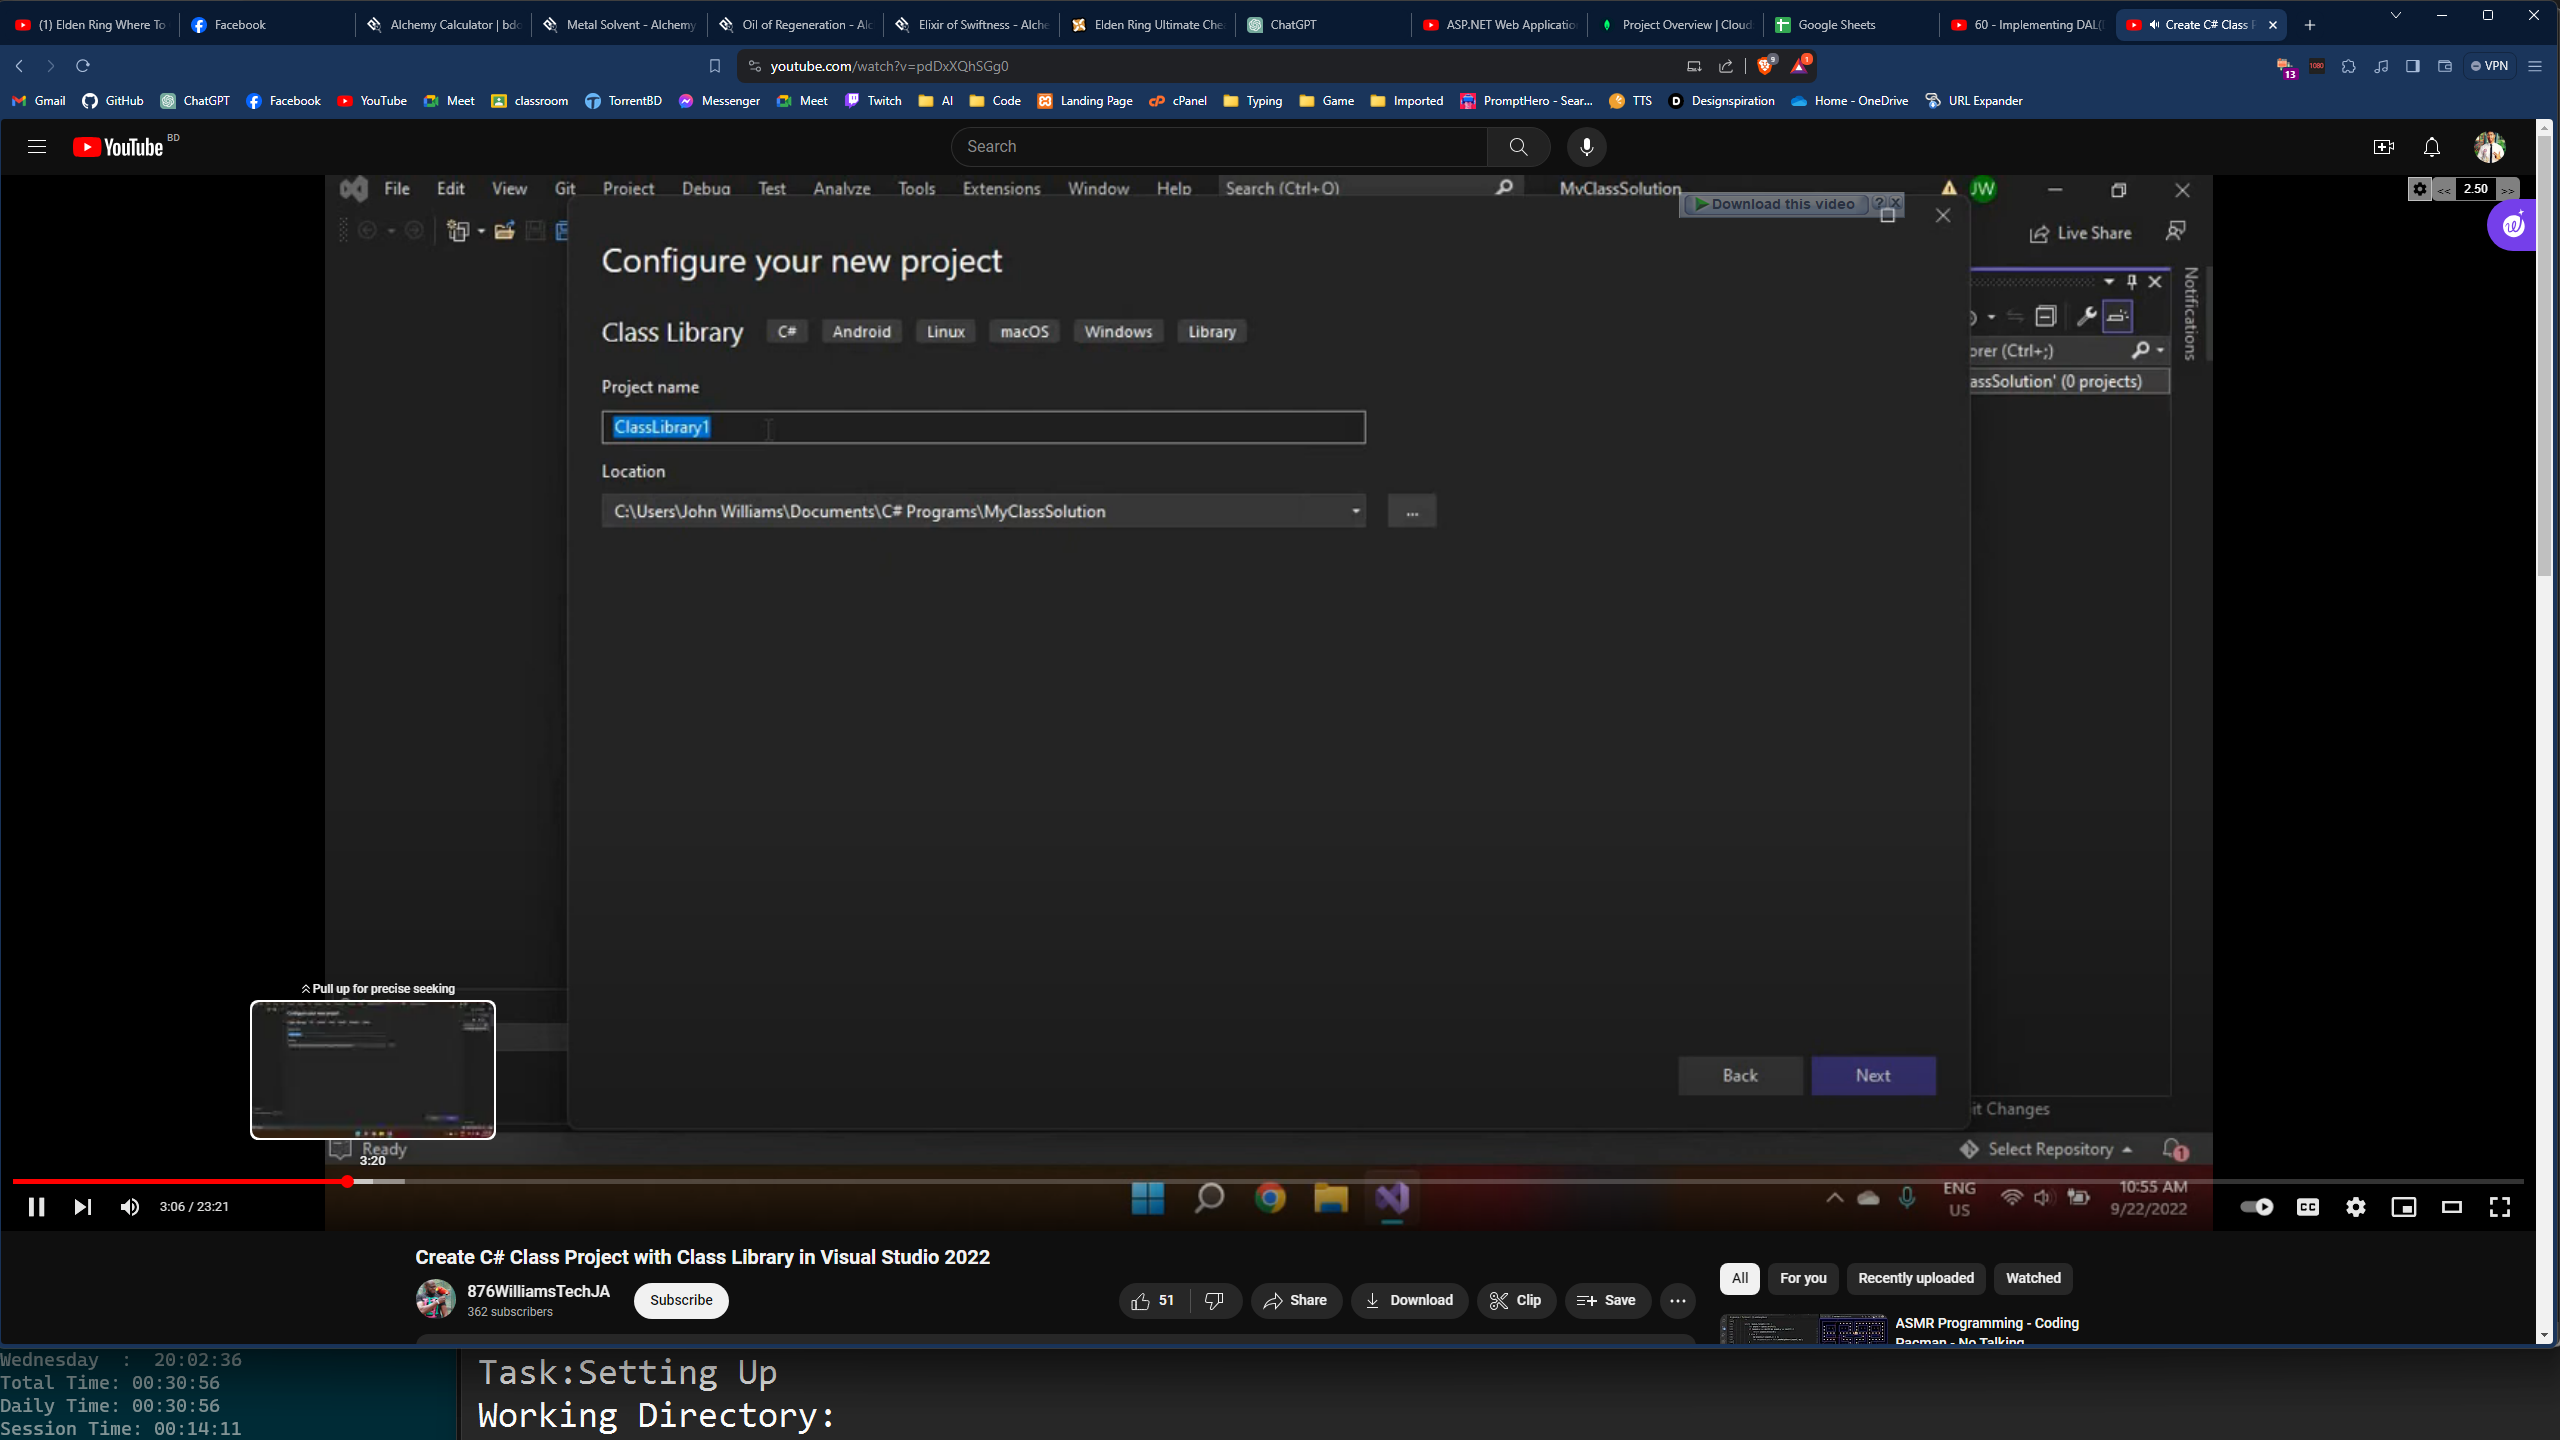 (1) Elden Ring Where To
Facebook
Alchemy Calculator | bdo
Metal Solvent - Alchemy
Oil of Regeneration - Alc
Elixir of Swiftness - Alche
Elden Ring Ultimate Che
ChatGPT
ASP.NET Web Application
Project Overview | Cloud
Google Sheets
60 - Implementing DAL(
Create C# Class P
youtube.com/watch?v=pdDxXQhSGg0
9
1
13
1080
VPN
Gmail
GitHub
ChatGPT
Facebook
YouTube
Meet
classroom
TorrentBD
Messenger
Meet
Twitch
AI
Code
Landing Page
cPanel
Typing
Game
Imported
PromptHero - Sear...
TTS
Designspiration
Home - OneDrive
URL Expander
YouTube BD
Search
File Edit View Git Project Debug Test Analyze Tools Extensions Window Help Search (Ctrl+Q) MyClassSolution JW
<< 2.50 >>
Download this video ? X
Live Share
Configure your new project
Class Library C# Android Linux macOS Windows Library
Notifications
orer (Ctrl+;)
assSolution' (0 projects)
Project name
ClassLibrary1
Location
C:\Users\John Williams\Documents\C# Programs\MyClassSolution
...
Back
Next
it Changes
Pull up for precise seeking
Ready
3:20
Select Repository
1
3:06 / 23:21
ENG
US
10:55 AM
9/22/2022
CC
Create C# Class Project with Class Library in Visual Studio 2022
876WilliamsTechJA
362 subscribers
Subscribe
51
Share
Download
Clip
Save
All
For you
Recently uploaded
Watched
ASMR Programming - Coding
Pacman - No Talking
Wednesday : 20:02:36
Total Time: 00:30:56
Daily Time: 00:30:56
Session Time: 00:14:11
Task:Setting Up
Working Directory: